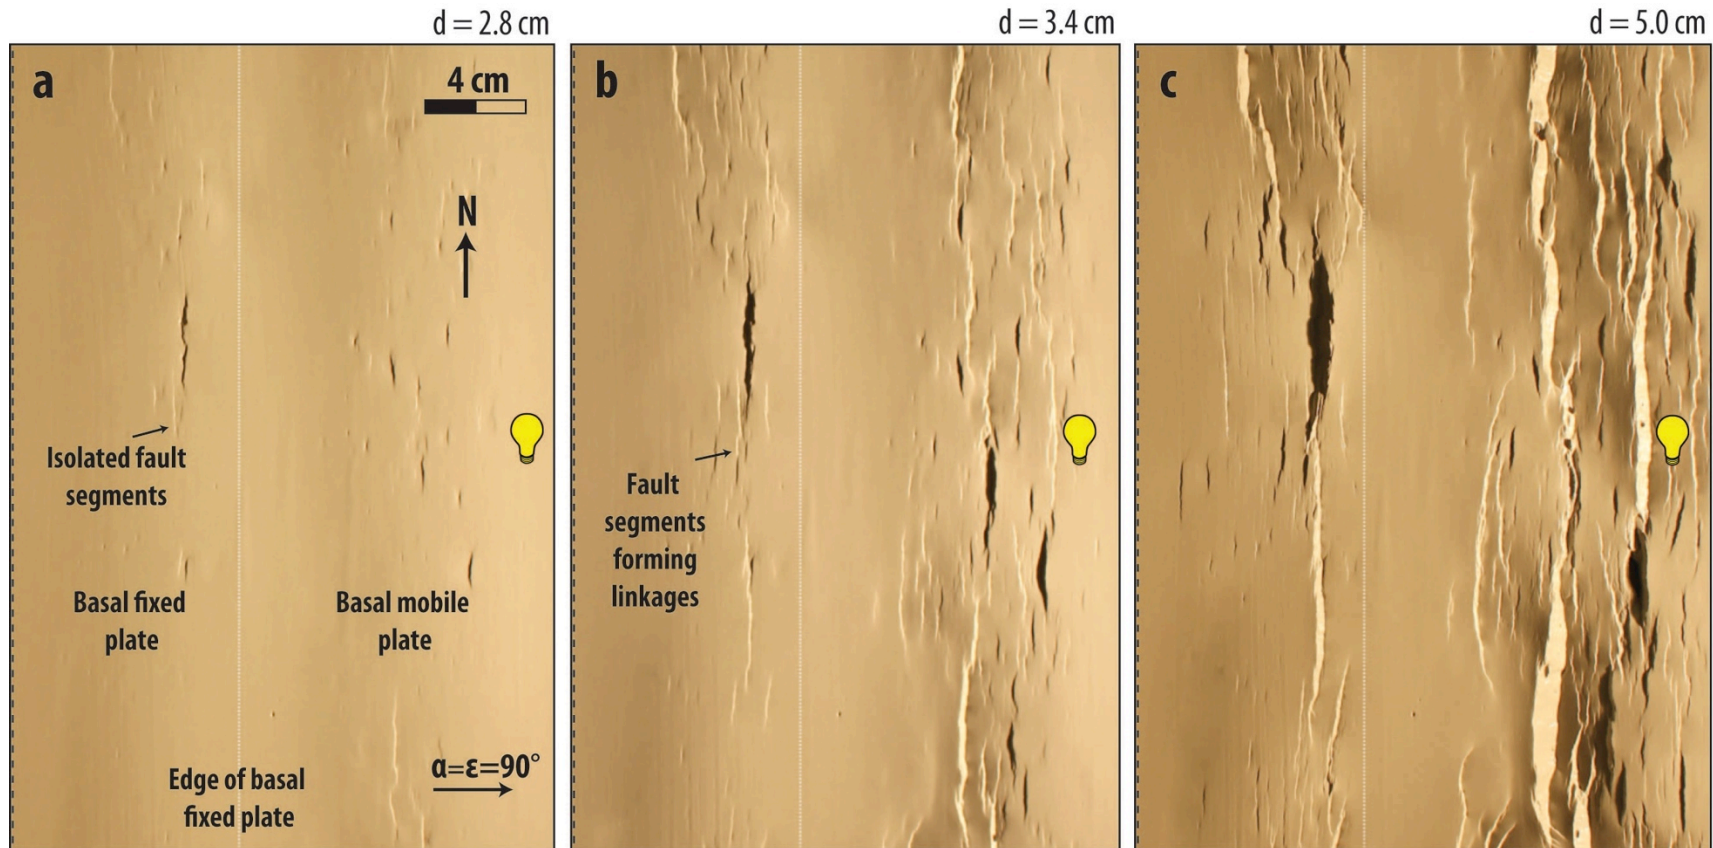 d = 2.8 cm
d = 3.4 cm
d = 5.0 cm
a
4 cm
N
Isolated fault
segments
Basal fixed
plate
Basal mobile
plate
Edge of basal
fixed plate
α=ε=90°
b
Fault
segments
forming
linkages
c